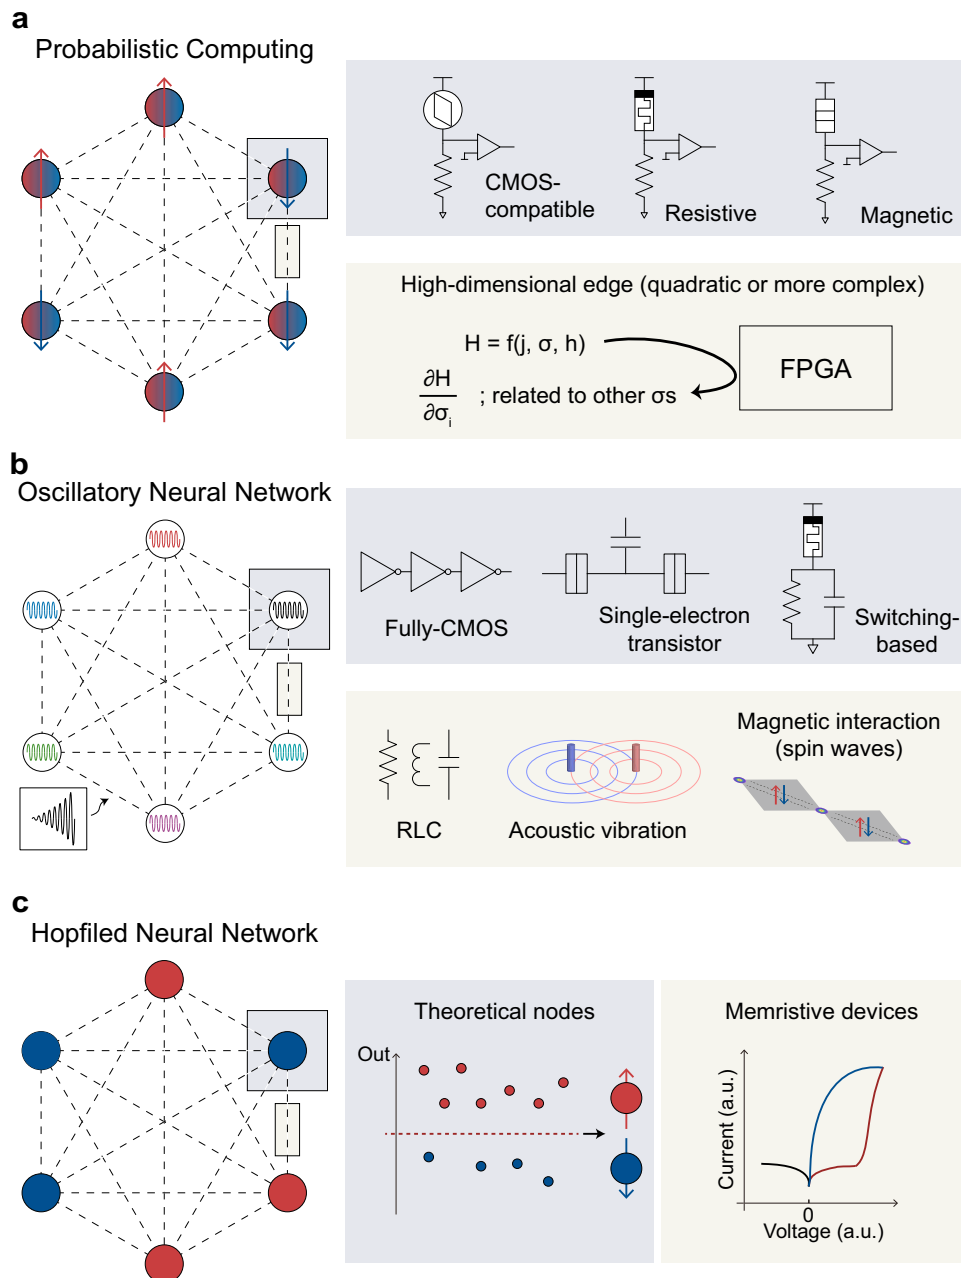 a
Probabilistic Computing
CMOS-
compatible
Resistive
Magnetic
High-dimensional edge (quadratic or more complex)
H = f(j, σ, h)
∂H
∂σi
; related to other σs
FPGA
b
Oscillatory Neural Network
Fully-CMOS
Single-electron
transistor
Switching-
based
RLC
Acoustic vibration
Magnetic interaction
(spin waves)
c
Hopfiled Neural Network
Theoretical nodes
Out
Memristive devices
Current (a.u.)
0
Voltage (a.u.)